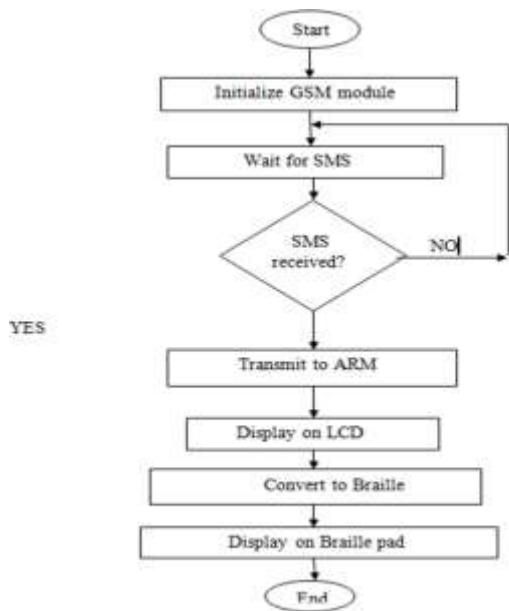 Start
Initialize GSM module
Wait for SMS
SMS
received?
NO
YES
Transmit to ARM
Display on LCD
Convert to Braille
Display on Braille pad
End